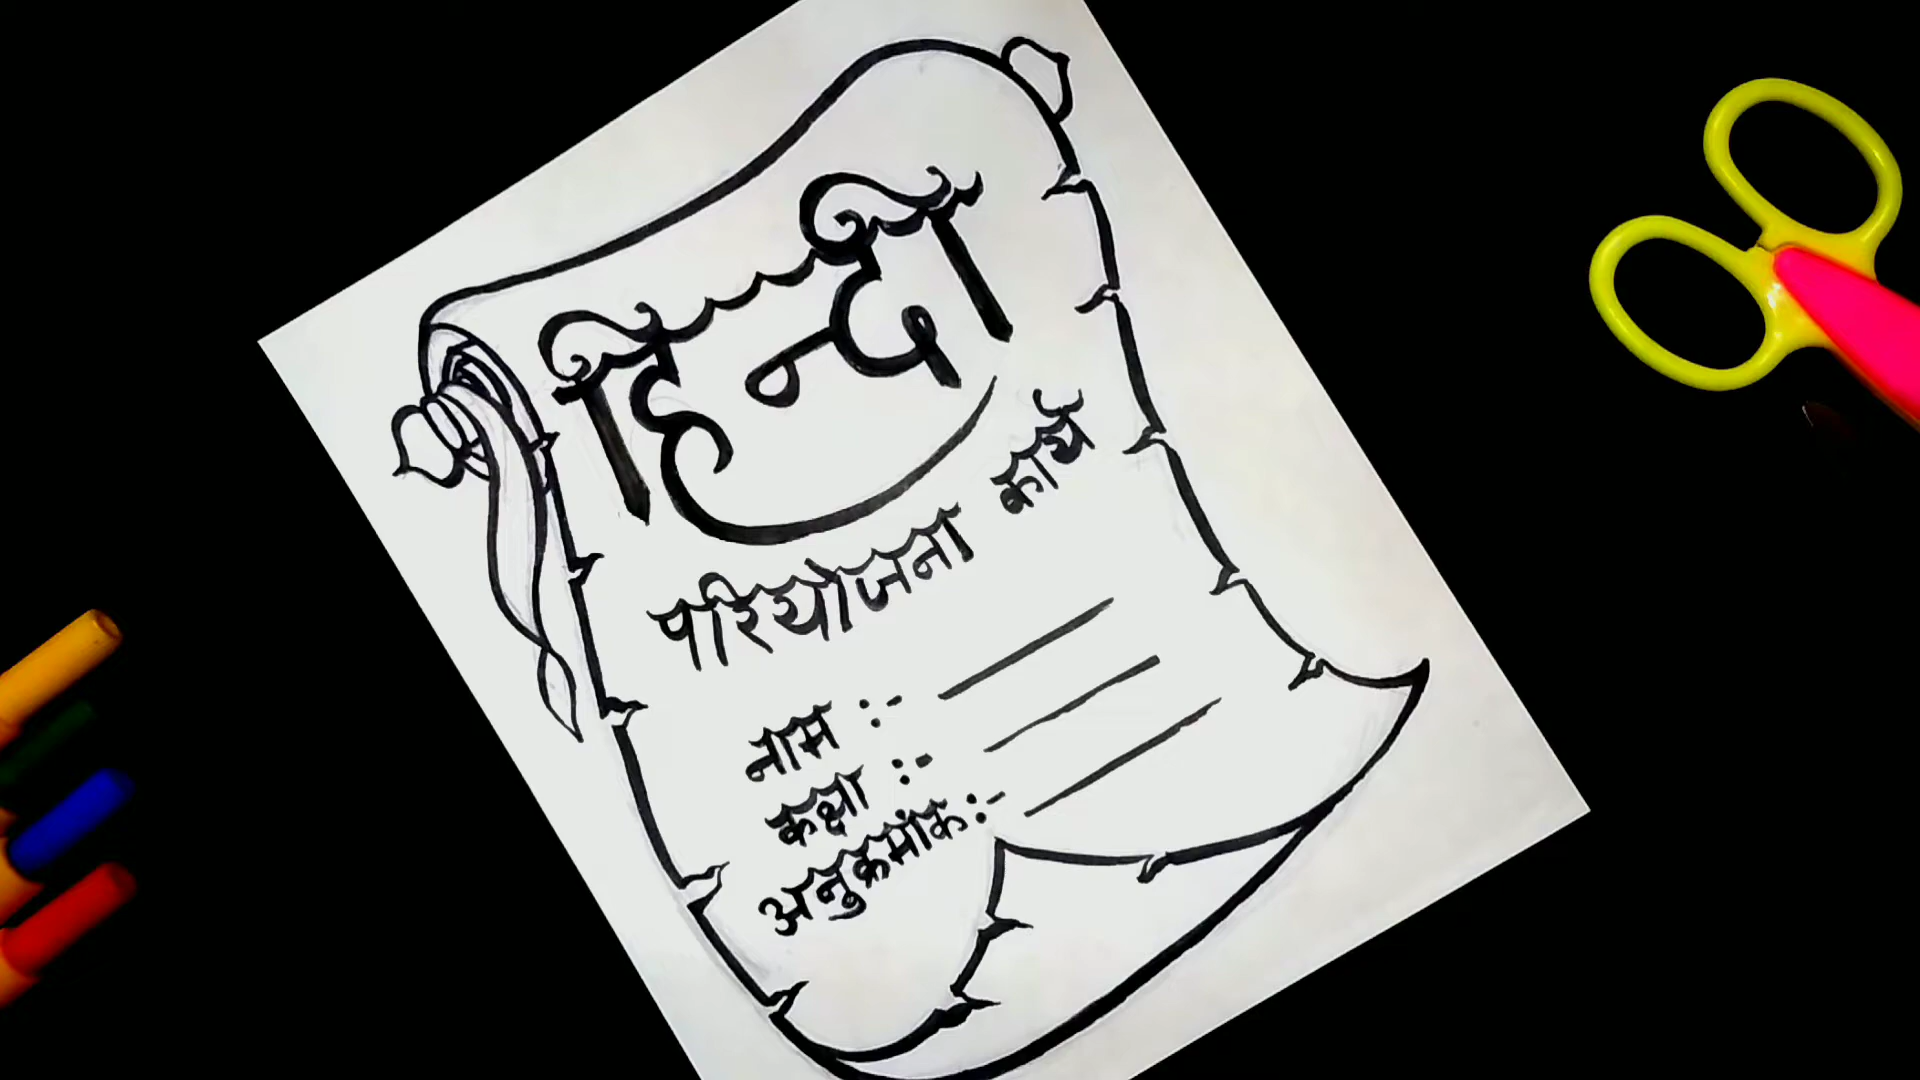 हिन्दी
परियोजना कार्य
नाम :-
कक्षा :-
अनुक्रमांक:-